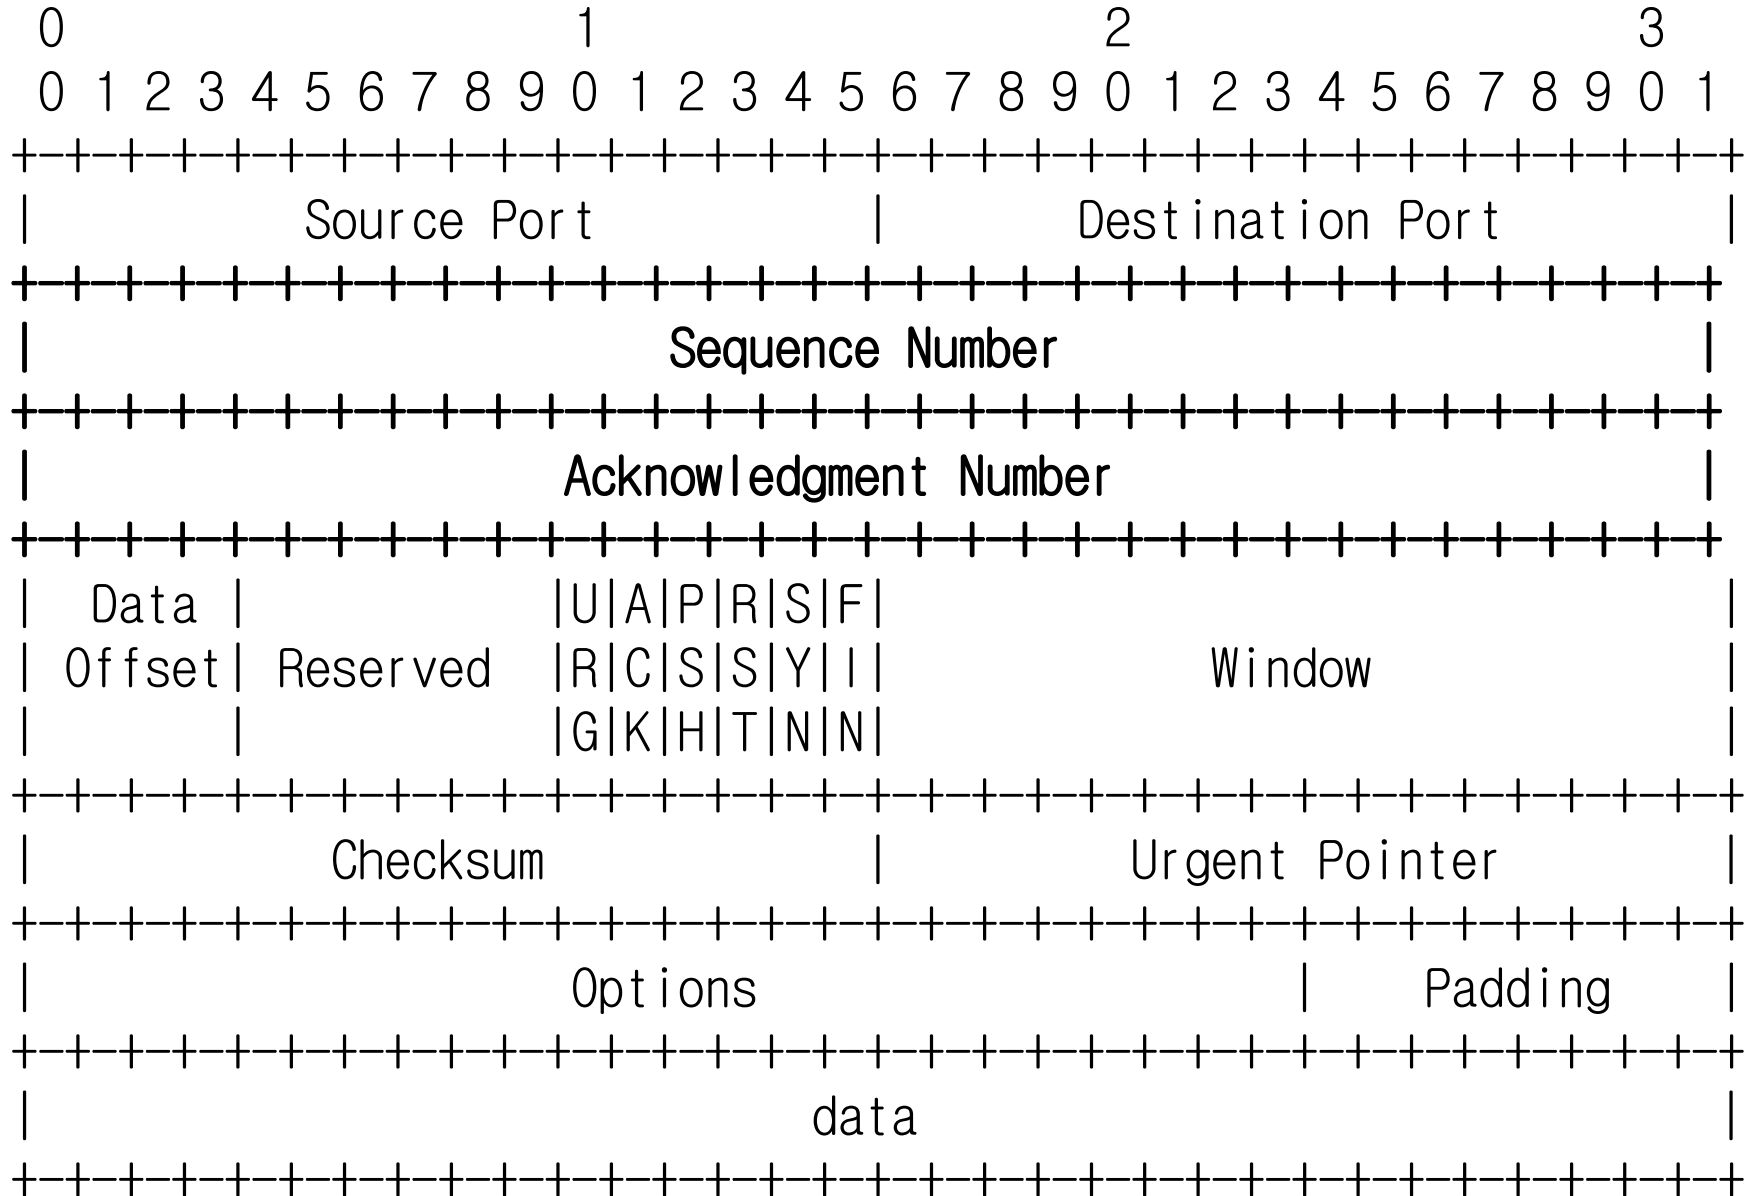 0                   1                   2                   3
 0 1 2 3 4 5 6 7 8 9 0 1 2 3 4 5 6 7 8 9 0 1 2 3 4 5 6 7 8 9 0 1
+-+-+-+-+-+-+-+-+-+-+-+-+-+-+-+-+-+-+-+-+-+-+-+-+-+-+-+-+-+-+-+-+
|          Source Port          |       Destination Port        |
+-+-+-+-+-+-+-+-+-+-+-+-+-+-+-+-+-+-+-+-+-+-+-+-+-+-+-+-+-+-+-+-+
|                        Sequence Number                        |
+-+-+-+-+-+-+-+-+-+-+-+-+-+-+-+-+-+-+-+-+-+-+-+-+-+-+-+-+-+-+-+-+
|                    Acknowledgment Number                      |
+-+-+-+-+-+-+-+-+-+-+-+-+-+-+-+-+-+-+-+-+-+-+-+-+-+-+-+-+-+-+-+-+
|  Data |           |U|A|P|R|S|F|                               |
| Offset| Reserved  |R|C|S|S|Y|I|            Window             |
|       |           |G|K|H|T|N|N|                               |
+-+-+-+-+-+-+-+-+-+-+-+-+-+-+-+-+-+-+-+-+-+-+-+-+-+-+-+-+-+-+-+-+
|           Checksum            |         Urgent Pointer        |
+-+-+-+-+-+-+-+-+-+-+-+-+-+-+-+-+-+-+-+-+-+-+-+-+-+-+-+-+-+-+-+-+
|                    Options                    |    Padding    |
+-+-+-+-+-+-+-+-+-+-+-+-+-+-+-+-+-+-+-+-+-+-+-+-+-+-+-+-+-+-+-+-+
|                             data                              |
+-+-+-+-+-+-+-+-+-+-+-+-+-+-+-+-+-+-+-+-+-+-+-+-+-+-+-+-+-+-+-+-+